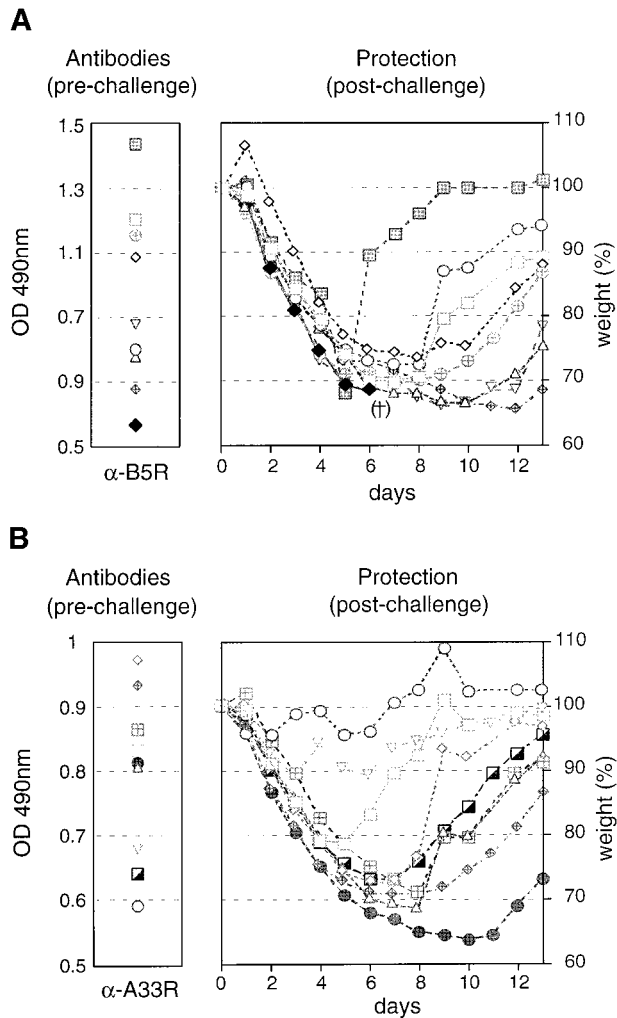 A
Antibodies
(pre-challenge)
Protection
(post-challenge)
1.5
1.3
1.1
0.7
0.9
0.5
OD 490nm
α-B5R
110
100
90
80
70
60
weight (%)
(†)
0 2 4 6 8 10 12
days
B
Antibodies
(pre-challenge)
Protection
(post-challenge)
1
0.9
0.8
0.7
0.6
0.5
OD 490nm
α-A33R
110
100
90
80
70
60
weight (%)
0 2 4 6 8 10 12
days